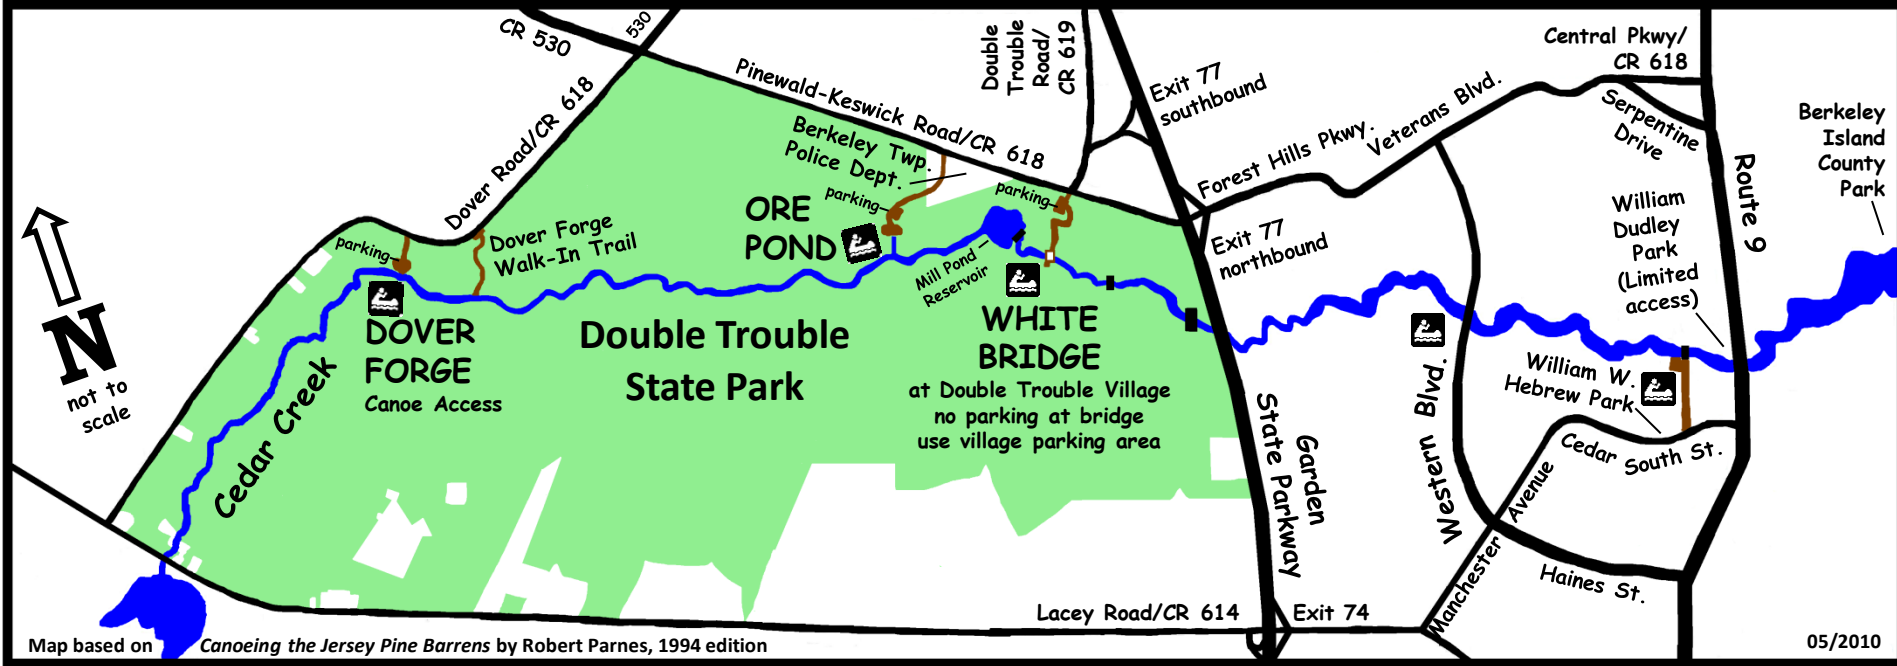 CR 530
530
Dover Road/CR 618
Pinewald-Keswick Road/CR 618
Double
Trouble
Road/
CR 619
Exit 77
southbound
Forest Hills Pkwy.
Veterans Blvd.
Central Pkwy/
CR 618
Serpentine
Drive
Route 9
Berkeley
Island
County
Park
William
Dudley
Park
(Limited
access)
Berkeley Twp.
Police Dept.
parking
parking
parking
ORE
POND
Dover Forge
Walk-In Trail
Mill Pond
Reservoir
Exit 77
northbound
N
not to
scale
DOVER
FORGE
Canoe Access
Cedar Creek
Double Trouble
State Park
WHITE
BRIDGE
at Double Trouble Village
no parking at bridge
use village parking area
Garden
State Parkway
Western Blvd.
William W.
Hebrew Park
Cedar South St.
Manchester Avenue
Haines St.
Lacey Road/CR 614
Exit 74
Map based on Canoeing the Jersey Pine Barrens by Robert Parnes, 1994 edition
05/2010